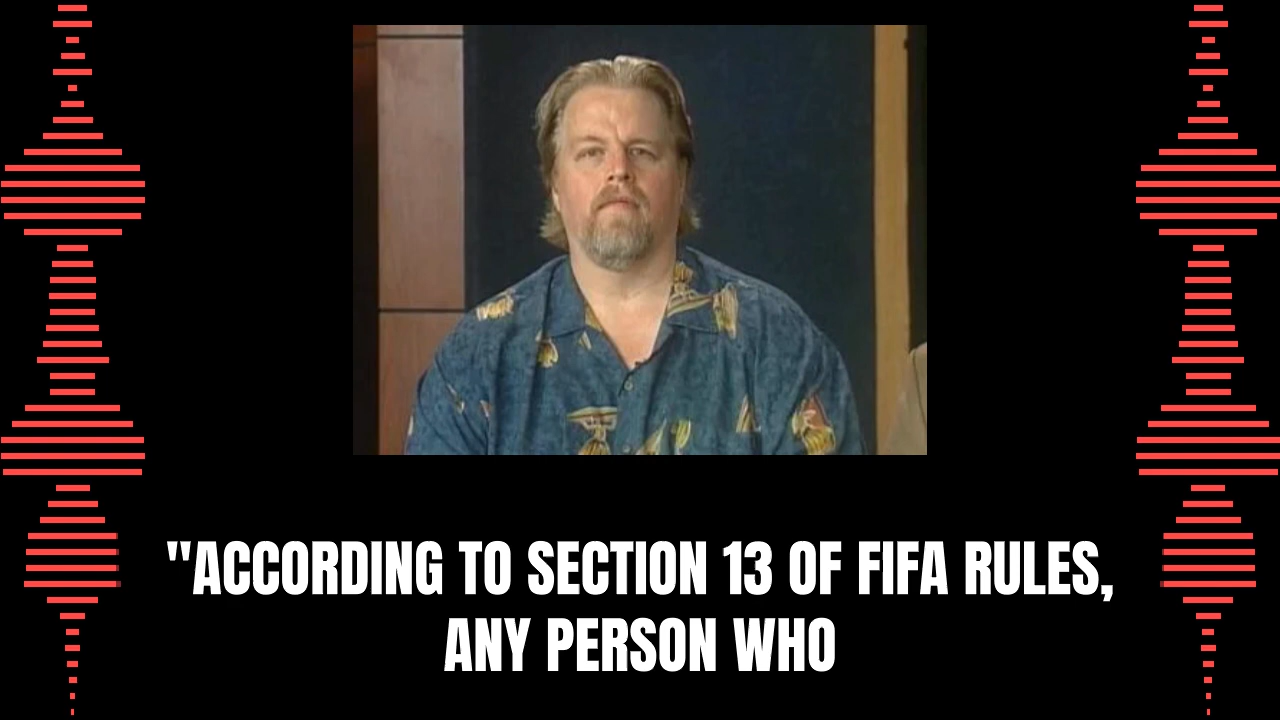 "ACCORDING TO SECTION 13 OF FIFA RULES,
ANY PERSON WHO